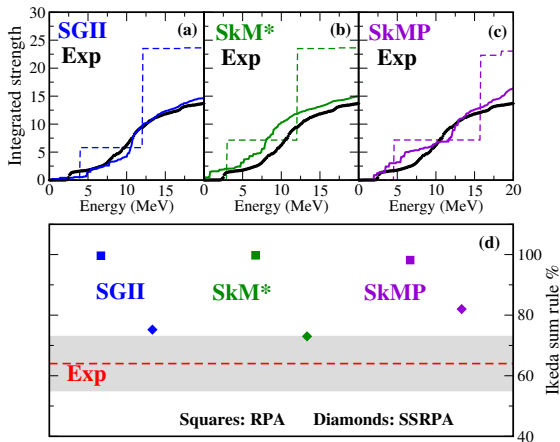 30
25
20
15
10
5
0
Integrated strength
SGII
(a)
Exp
SkM*
(b)
Exp
SkMP
(c)
Exp
0 5 10 15
0 5 10 15
0 5 10 15 20
Energy (MeV)
Energy (MeV)
Energy (MeV)
(d)
SGII
SkM*
SkMP
Exp
Squares: RPA Diamonds: SSRPA
100
80
60
40
Ikeda sum rule %